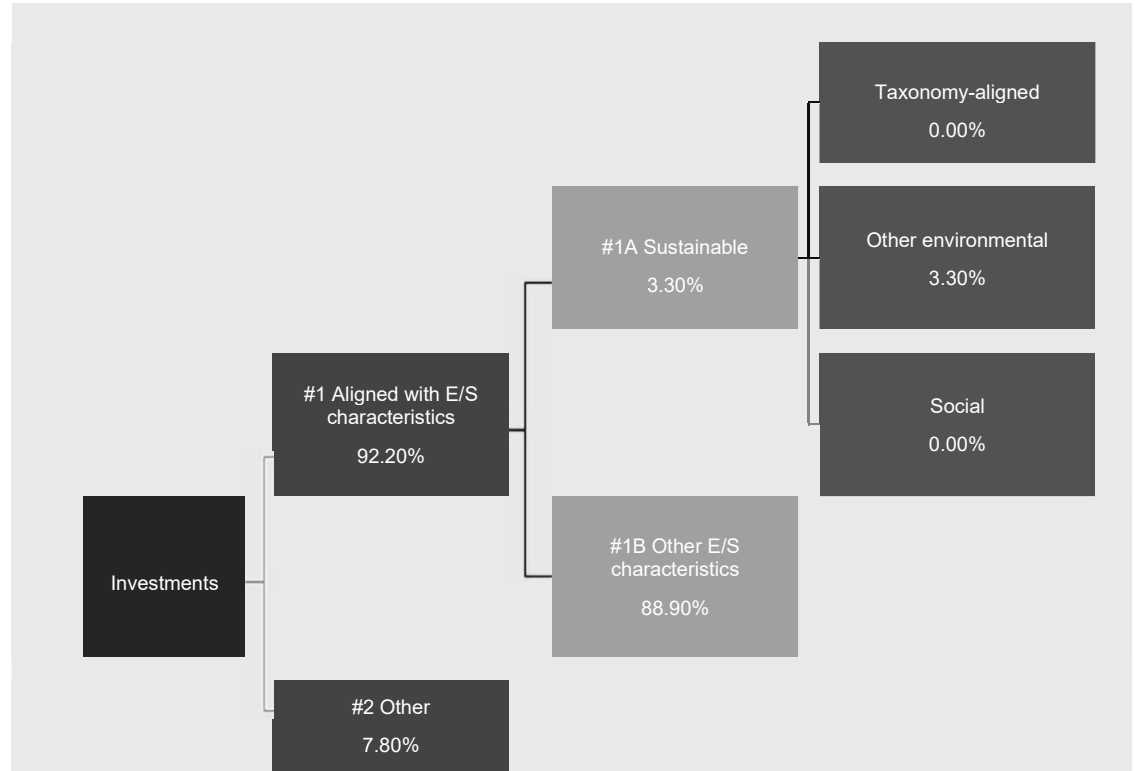 Taxonomy-aligned
0.00%
#1A Sustainable
3.30%
Other environmental
3.30%
#1 Aligned with E/S
characteristics
92.20%
Social
0.00%
Investments
#1B Other E/S
characteristics
88.90%
#2 Other
7.80%